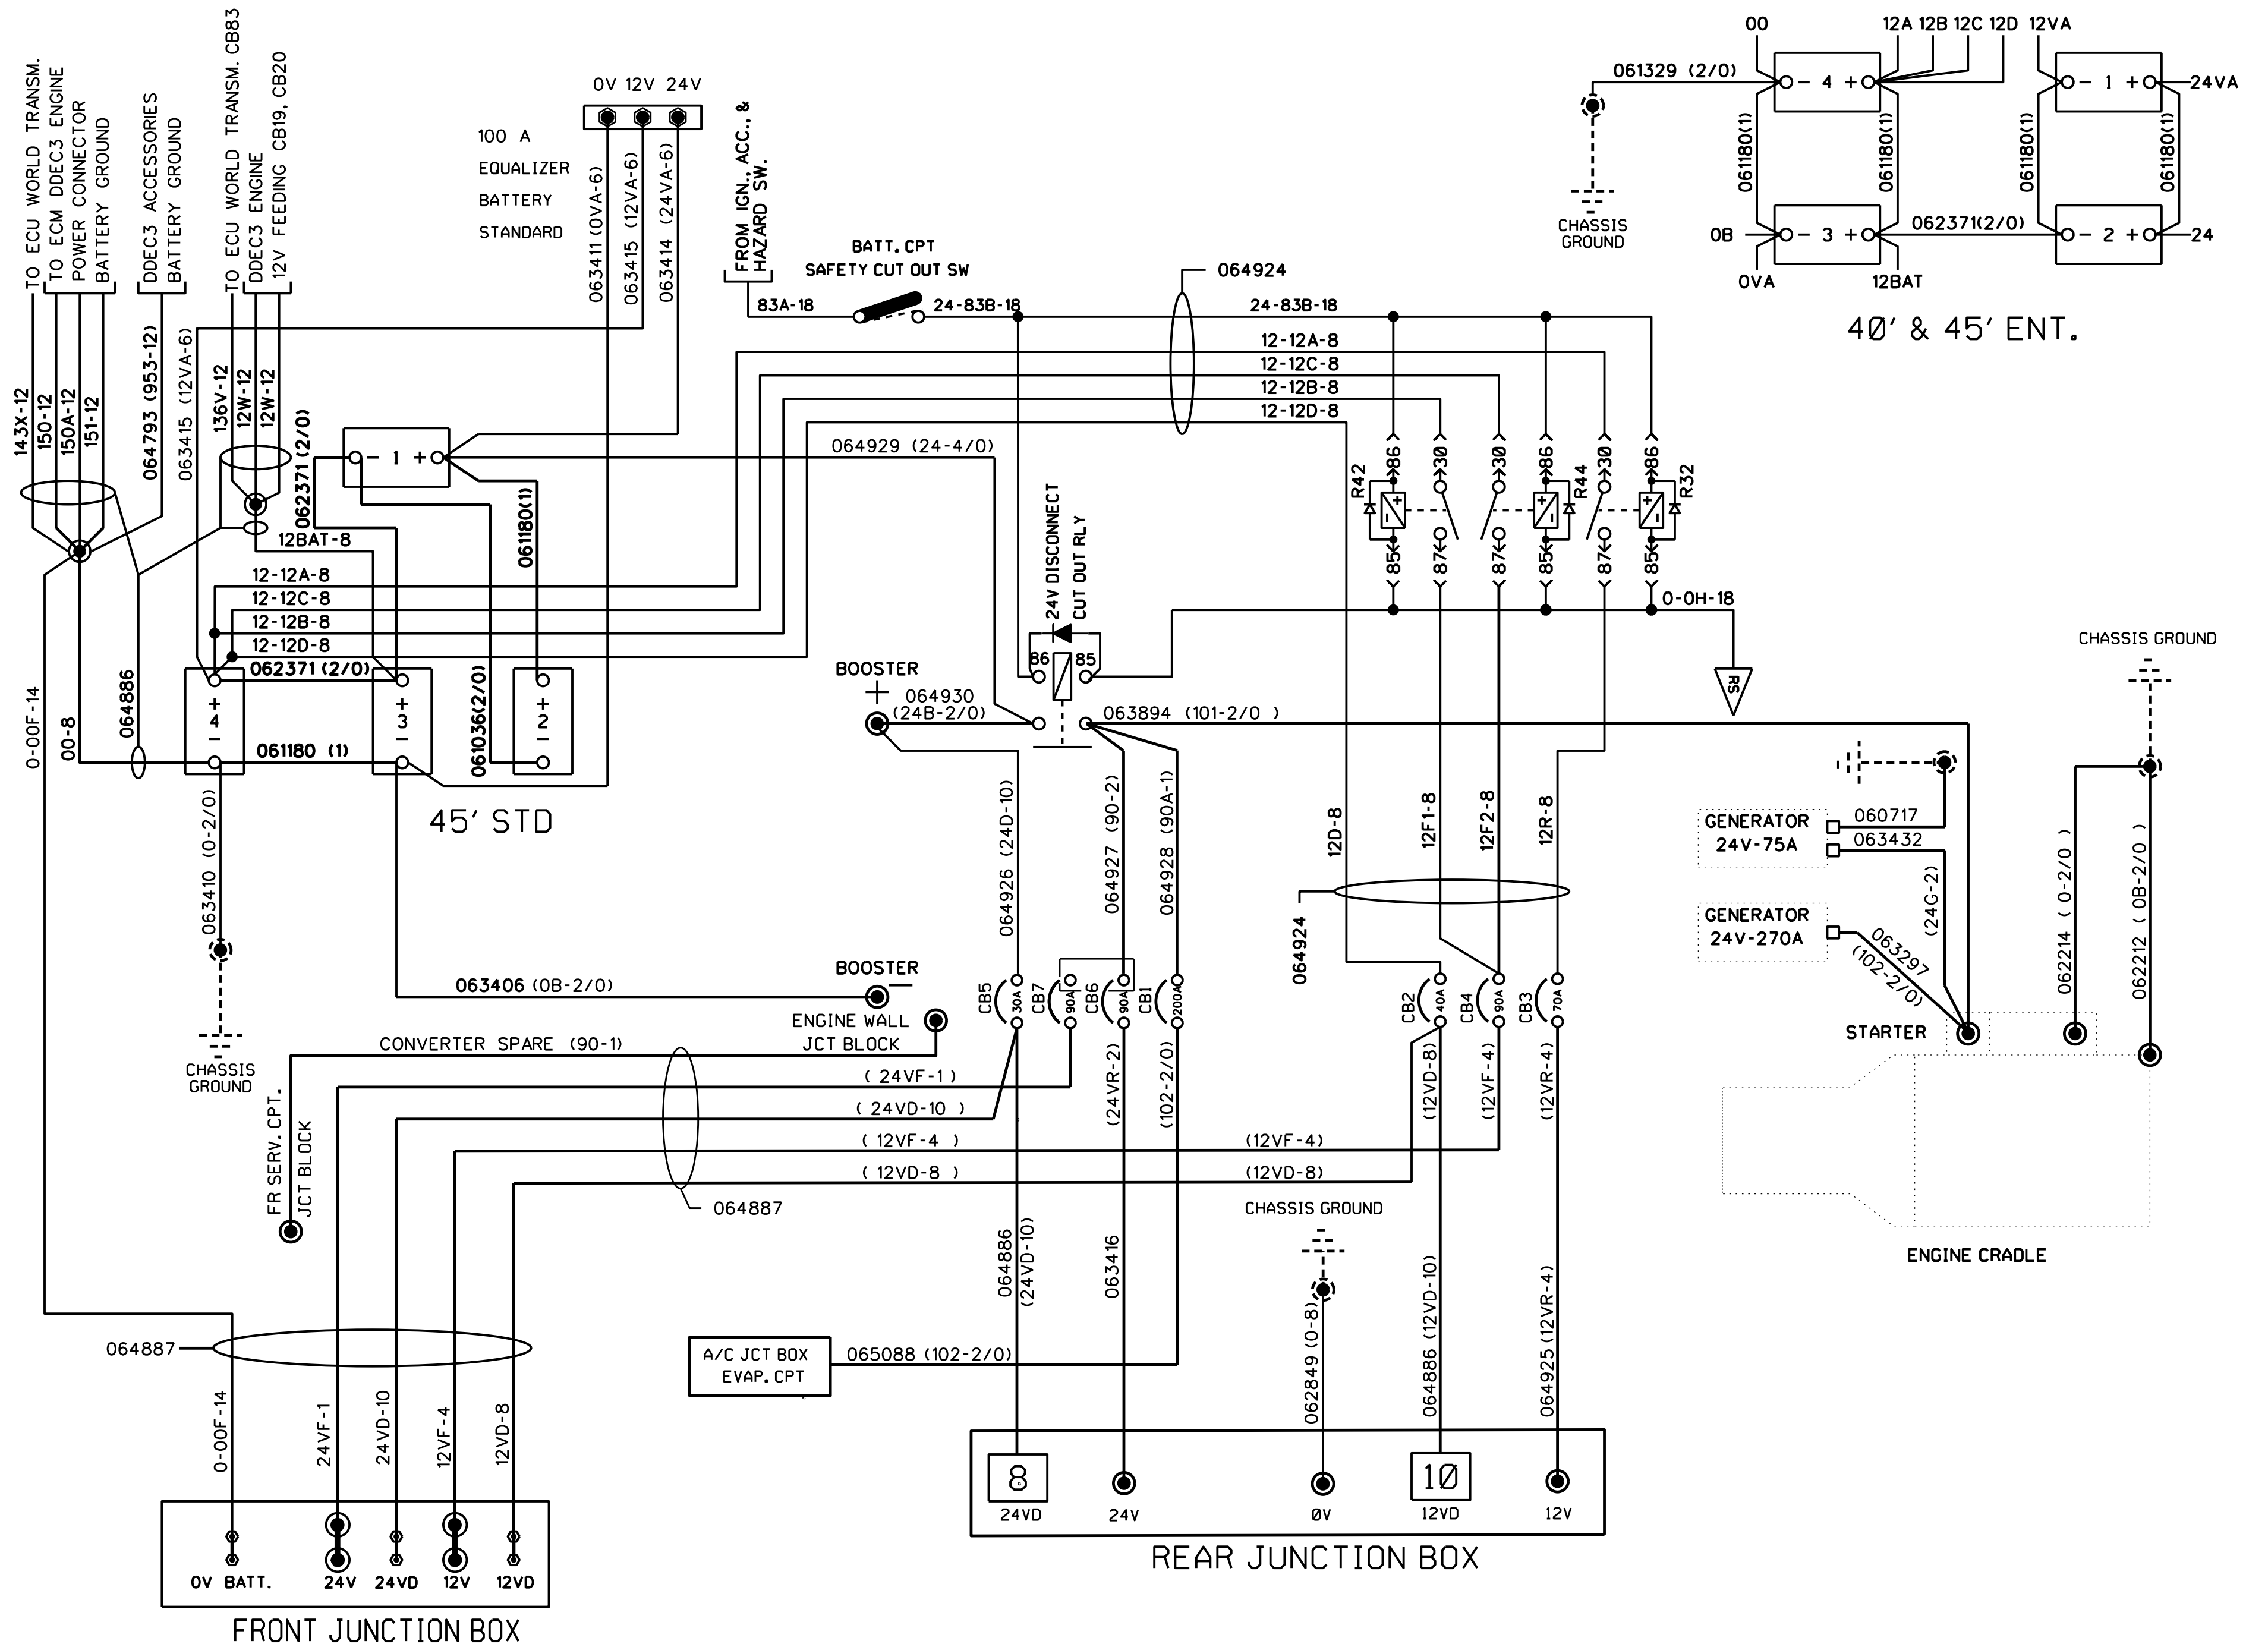 TO ECU WORLD TRANSM.
TO ECM DDEC3 ENGINE
POWER CONNECTOR
BATTERY GROUND
DDEC3 ACCESSORIES
BATTERY GROUND
TO ECU WORLD TRANSM. CB83
DDEC3 ENGINE
12V FEEDING CB19, CB20
143X-12
150-12
150A-12
151-12
064793 (953-12)
063415 (12VA-6)
136V-12
12W-12
12W-12
062371 (2/0)
100 A
EQUALIZER
BATTERY
STANDARD
0V 12V 24V
063411 (0VA-6)
063415 (12VA-6)
063414 (24VA-6)
FROM IGN., ACC., &
HAZARD SW.
BATT. CPT
SAFETY CUT OUT SW
83A-18
24-83B-18
24-83B-18
064924
12-12A-8
12-12C-8
12-12B-8
12-12D-8
00
12A 12B 12C 12D 12VA
061329 (2/0)
- 4 +
- 1 +
24VA
061180(1)
061180(1)
061180(1)
061180(1)
CHASSIS
GROUND
0B
- 3 +
062371(2/0)
- 2 +
24
0VA
12BAT
40' & 45' ENT.
- 1 +
064929 (24-4/0)
061180(1)
12BAT-8
12-12A-8
12-12C-8
12-12B-8
12-12D-8
062371 (2/0)
+
4
-
+
3
-
+
2
-
061180 (1)
061036(2/0)
0-00F-14
00-8
064886
45' STD
24V DISCONNECT
CUT OUT RLY
86 85
R42
86
30
30
86
R44
30
86
R32
+
-
+
-
+
-
85
87
87
85
87
85
0-0H-18
RS
BOOSTER
+
064930
(24B-2/0)
063894 (101-2/0 )
CHASSIS GROUND
063410 (0-2/0)
CHASSIS
GROUND
064926 (24D-10)
064927 (90-2)
064928 (90A-1)
12D-8
12F1-8
12F2-8
12R-8
064924
GENERATOR
24V-75A
060717
063432
(24G-2)
GENERATOR
24V-270A
063297
(102-2/0)
062214 ( 0-2/0 )
062212 ( 0B-2/0 )
STARTER
ENGINE CRADLE
063406 (0B-2/0)
BOOSTER
-
ENGINE WALL
JCT BLOCK
CB5
30A
CB7
90A
CB6
90A
CB1
200A
CB2
40A
CB4
90A
CB3
70A
CONVERTER SPARE (90-1)
( 24VF-1 )
( 24VD-10 )
( 12VF-4 )
(12VF-4)
( 12VD-8 )
(12VD-8)
064887
FR SERV. CPT.
JCT BLOCK
(24VR-2)
(102-2/0)
(12VD-8)
(12VF-4)
(12VR-4)
CHASSIS GROUND
064886
(24VD-10)
063416
062849 (0-8)
064886 (12VD-10)
064925 (12VR-4)
A/C JCT BOX
EVAP. CPT
065088 (102-2/0)
064887
0-00F-14
24VF-1
24VD-10
12VF-4
12VD-8
0V BATT.
24V
24VD
12V
12VD
FRONT JUNCTION BOX
8
10
24VD
24V
0V
12VD
12V
REAR JUNCTION BOX